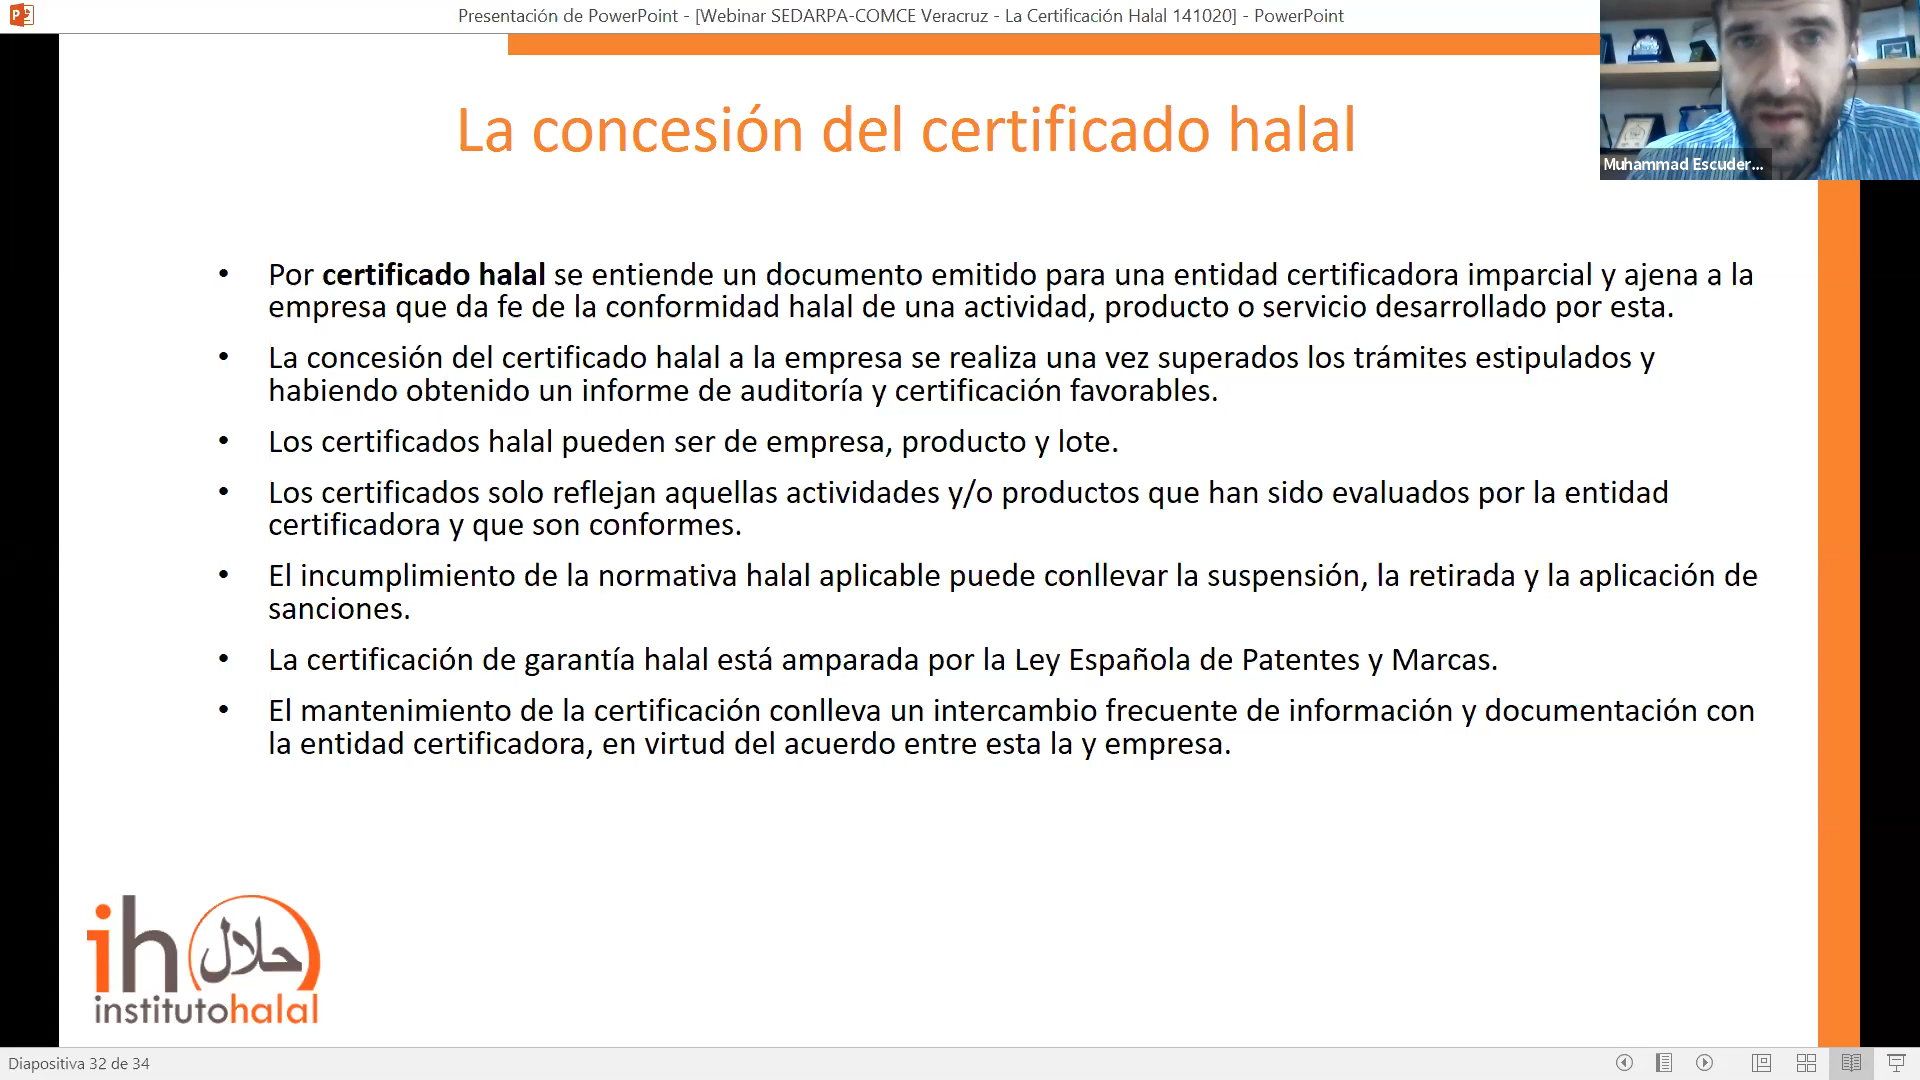 Presentación de PowerPoint - [Webinar SEDARPA-COMCE Veracruz - La Certificación Halal 141020] - PowerPoint
Muhammad Escuder...
La concesión del certificado halal
• Por certificado halal se entiende un documento emitido para una entidad certificadora imparcial y ajena a la
empresa que da fe de la conformidad halal de una actividad, producto o servicio desarrollado por esta.
• La concesión del certificado halal a la empresa se realiza una vez superados los trámites estipulados y
habiendo obtenido un informe de auditoría y certificación favorables.
• Los certificados halal pueden ser de empresa, producto y lote.
• Los certificados solo reflejan aquellas actividades y/o productos que han sido evaluados por la entidad
certificadora y que son conformes.
• El incumplimiento de la normativa halal aplicable puede conllevar la suspensión, la retirada y la aplicación de
sanciones.
• La certificación de garantía halal está amparada por la Ley Española de Patentes y Marcas.
• El mantenimiento de la certificación conlleva un intercambio frecuente de información y documentación con
la entidad certificadora, en virtud del acuerdo entre esta la y empresa.
ih حلال
institutohalal
Diapositiva 32 de 34